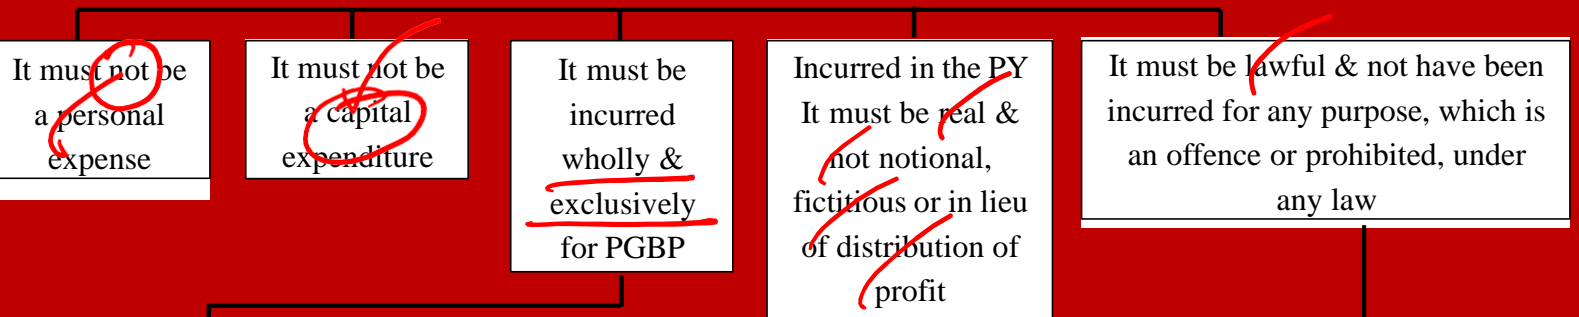 It must not be
a personal
expense
It must not be
a capital
expenditure
It must be
incurred
wholly &
exclusively
for PGBP
Incurred in the PY
It must be real &
not notional,
fictitious or in lieu
of distribution of
profit
It must be lawful & not have been
incurred for any purpose, which is
an offence or prohibited, under
any law